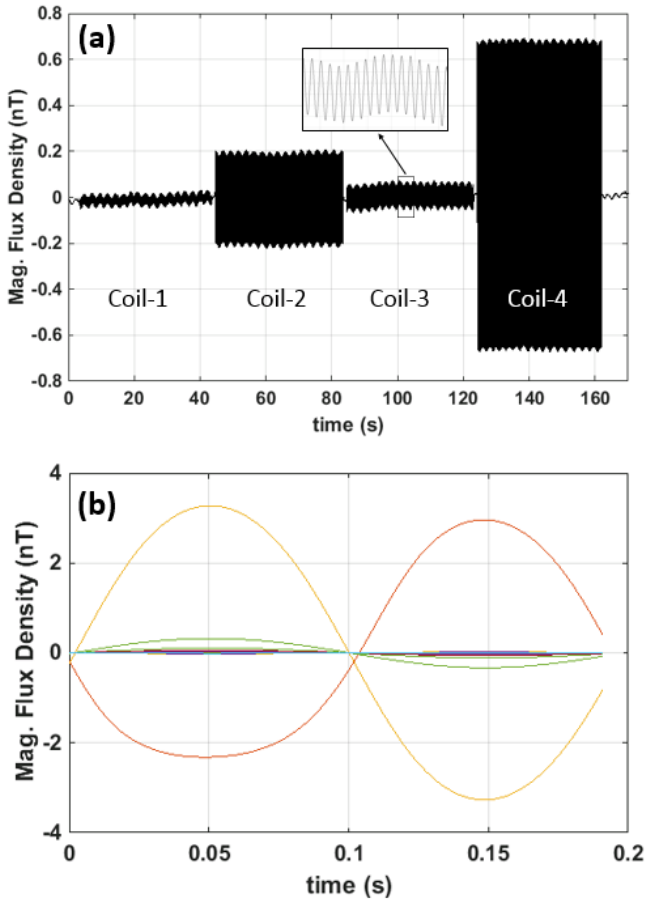 (a)
Mag. Flux Density (nT)
0.8
0.6
0.4
0.2
0
-0.2
-0.4
-0.6
-0.8
Coil-1 Coil-2 Coil-3 Coil-4
0 20 40 60 80 100 120 140 160
time (s)
(b)
Mag. Flux Density (nT)
4
2
0
-2
-4
0 0.05 0.1 0.15 0.2
time (s)